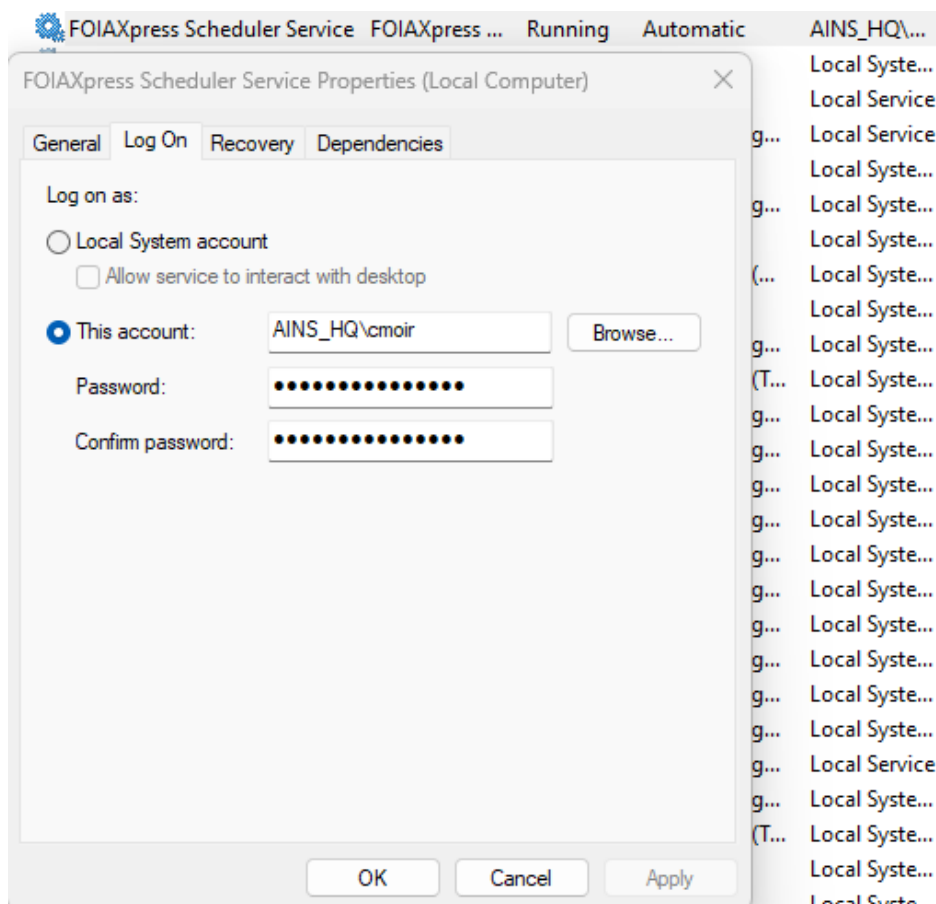 FOIAXpress Scheduler Service FOIAXpress ... Running Automatic AINS_HQ\...
FOIAXpress Scheduler Service Properties (Local Computer)
General Log On Recovery Dependencies
Log on as:
Local System account
Allow service to interact with desktop
This account: AINS_HQ\cmoir Browse...
Password: ●●●●●●●●●●●●●●●
Confirm password: ●●●●●●●●●●●●●●●
OK Cancel Apply
Local Syste...
Local Service
g... Local Service
Local Syste...
g... Local Syste...
Local Syste...
(... Local Syste...
Local Syste...
g... Local Syste...
(T... Local Syste...
g... Local Syste...
g... Local Syste...
g... Local Syste...
g... Local Syste...
g... Local Syste...
g... Local Syste...
g... Local Syste...
g... Local Syste...
g... Local Syste...
g... Local Syste...
g... Local Service
g... Local Syste...
(T... Local Syste...
Local Syste...
Local Syste...